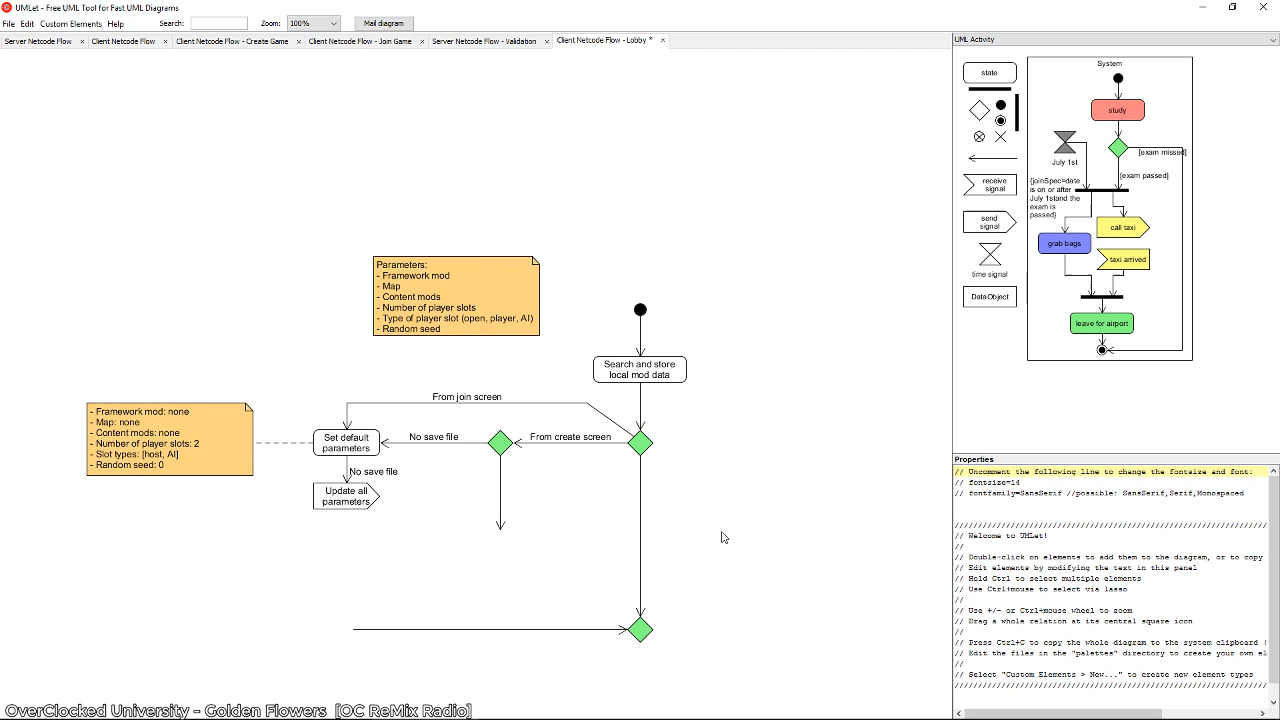 UMLet - Free UML Tool for Fast UML Diagrams
File Edit Custom Elements Help Search: Zoom: 100% Mail diagram
Server Netcode Flow Client Netcode Flow Client Netcode Flow - Create Game Client Netcode Flow - Join Game Server Netcode Flow - Validation Client Netcode Flow - Lobby *
Parameters:
- Framework mod
- Map
- Content mods
- Number of player slots
- Type of player slot (open, player, AI)
- Random seed
Search and store
local mod data
From join screen
- Framework mod: none
- Map: none
- Content mods: none
- Number of player slots: 2
- Slot types: [host, AI]
- Random seed: 0
Set default
parameters
No save file
From create screen
No save file
Update all
parameters
UML Activity
state
receive
signal
send
signal
time signal
DataObject
System
study
July 1st
[exam missed]
[exam passed]
{joinSpec=date
is on or after
July 1stand the
exam is
passed}
call taxi
grab bags
taxi arrived
leave for airport
Properties
// Uncomment the following line to change the fontsize and font:
// fontsize=14
// fontfamily=SansSerif //possible: SansSerif,Serif,Monospaced
//////////////////////////////////////////////////////////////
// Welcome to UMLet!
//
// Double-click on elements to add them to the diagram, or to copy
// Edit elements by modifying the text in this panel
// Hold Ctrl to select multiple elements
// Use Ctrl+mouse to select via lasso
//
// Use +/- or Ctrl+mouse wheel to zoom
// Drag a whole relation at its central square icon
//
// Press Ctrl+C to copy the whole diagram to the system clipboard (
// Edit the files in the "palettes" directory to create your own el
//
// Select "Custom Elements > New..." to create new element types
//////////////////////////////////////////////////////////////
OverClocked University - Golden Flowers [OC ReMix Radio]